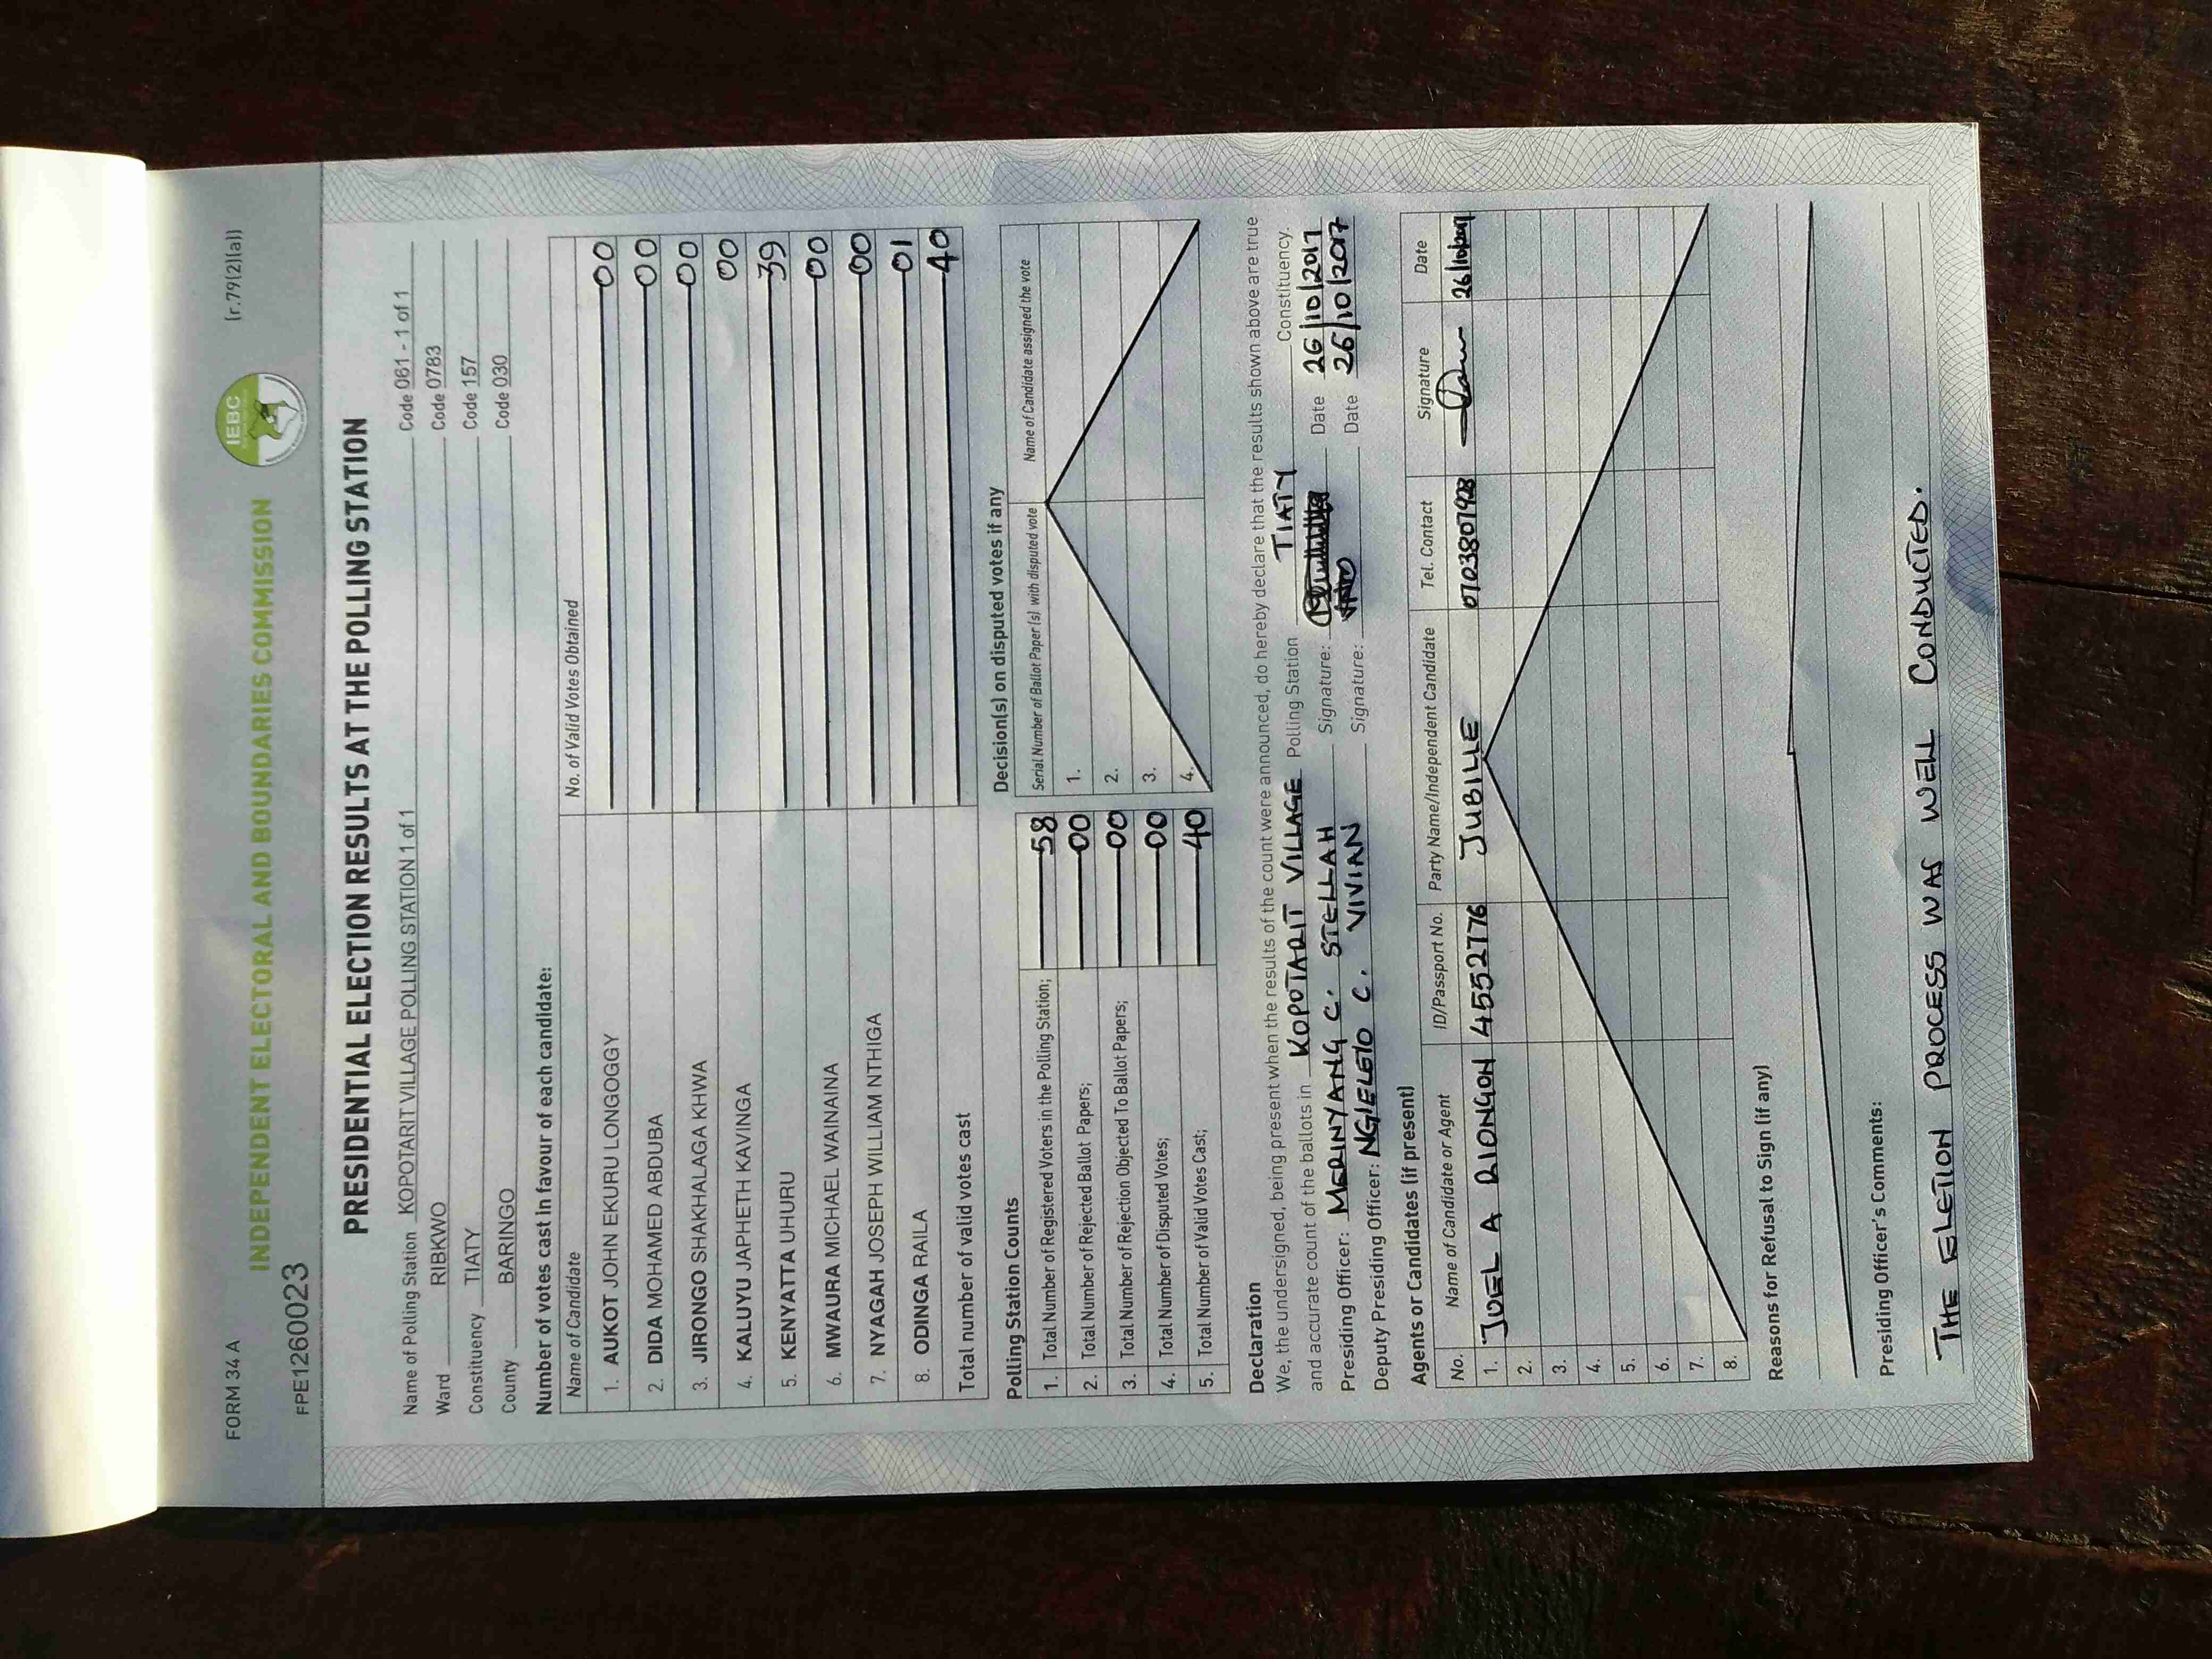 FORM 34 A
(r.79(2)(a))
INDEPENDENT ELECTORAL AND BOUNDARIES COMMISSION
IEBC
FPE1260023
PRESIDENTIAL ELECTION RESULTS AT THE POLLING STATION
Name of Polling Station KOPOTARIT VILLAGE POLLING STATION 1 of 1 Code 061 - 1 of 1
Ward RIBKWO Code 0783
Constituency TIATY Code 157
County BARINGO Code 030
Number of votes cast in favour of each candidate:
Name of Candidate No. of Valid Votes Obtained
1. AUKOT JOHN EKURU LONGOGGY 00
2. DIDA MOHAMED ABDUBA 00
3. JIRONGO SHAKHALAGA KHWA 00
4. KALUYU JAPHETH KAVINGA 00
5. KENYATTA UHURU 39
6. MWAURA MICHAEL WAINAINA 00
7. NYAGAH JOSEPH WILLIAM NTHIGA 00
8. ODINGA RAILA 01
Total number of valid votes cast 40
Polling Station Counts
1. Total Number of Registered Voters in the Polling Station; 58
2. Total Number of Rejected Ballot Papers; 00
3. Total Number of Rejection Objected To Ballot Papers; 00
4. Total Number of Disputed Votes; 00
5. Total Number of Valid Votes Cast; 40
Decision(s) on disputed votes if any
Serial Number of Ballot Paper(s) with disputed vote Name of Candidate assigned the vote
1.
2.
3.
4.
Declaration
We, the undersigned, being present when the results of the count were announced, do hereby declare that the results shown above are true
and accurate count of the ballots in KOPOTARIT VILLAGE Polling Station TIATY Constituency.
Presiding Officer: MERINYANG C. STELLAH Signature: Date 26/10/2017
Deputy Presiding Officer: NGIELEIO C. VIVIAN Signature: Date 26/10/2017
Agents or Candidates (if present)
No. Name of Candidate or Agent ID/Passport No. Party Name/Independent Candidate Tel. Contact Signature Date
1. JOEL A RIONGON 4552776 JUBILLE 0703807928 26/10/2017
2.
3.
4.
5.
6.
7.
8.
Reasons for Refusal to Sign (if any)
Presiding Officer's Comments:
THE ELETION PROCESS WAS WELL CONDUCTED.